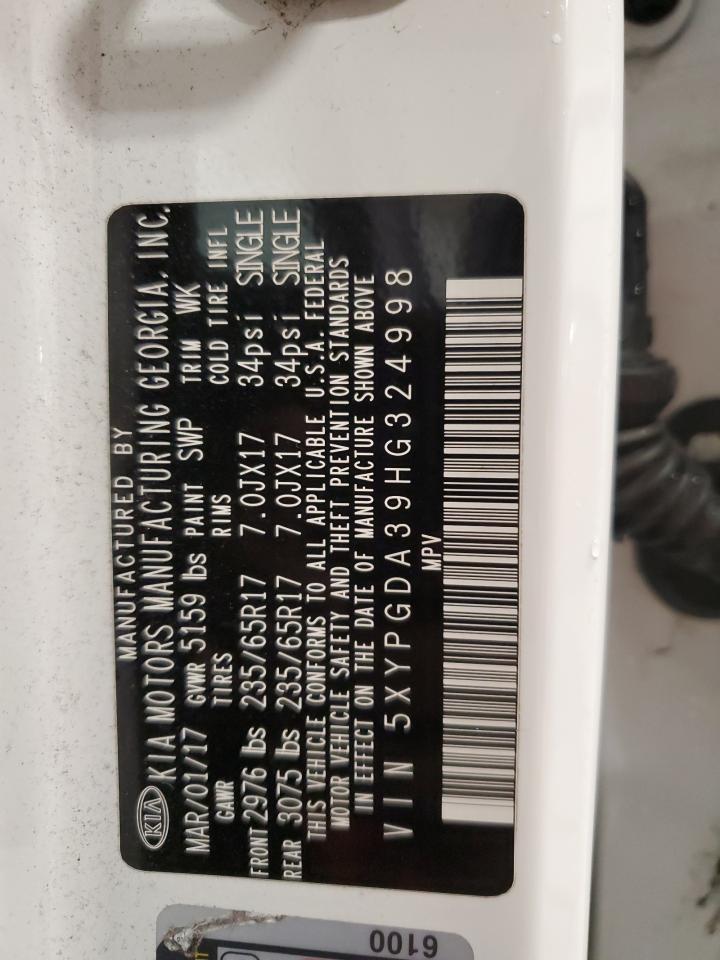 MANUFACTURED BY
KIA KIA MOTORS MANUFACTURING GEORGIA, INC.
MAR/01/17 GVWR 5159 lbs PAINT SWP TRIM WK
GAWR TIRES RIMS COLD TIRE INFL
FRONT 2976 lbs 235/65R17 7.0JX17 34psi SINGLE
REAR 3075 lbs 235/65R17 7.0JX17 34psi SINGLE
THIS VEHICLE CONFORMS TO ALL APPLICABLE U.S.A. FEDERAL
MOTOR VEHICLE SAFETY AND THEFT PREVENTION STANDARDS
IN EFFECT ON THE DATE OF MANUFACTURE SHOWN ABOVE
VIN 5XYPGDA39HG324998
MPV
6100